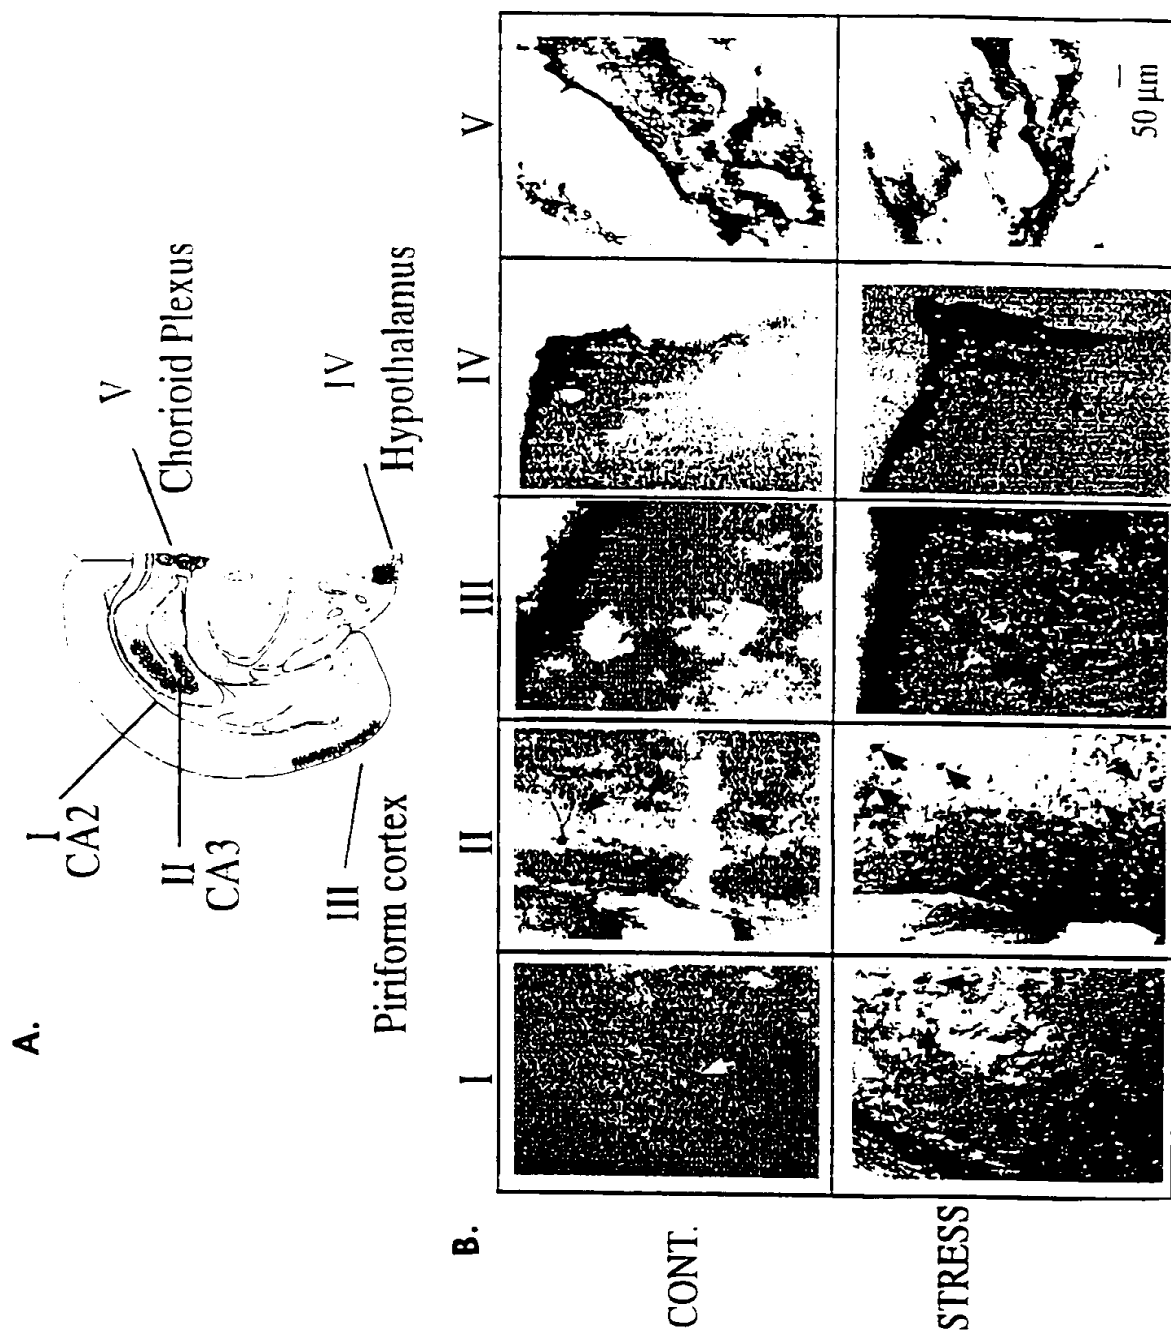 A.
I
CA2
II
CA3
III
Piriform cortex
V
Chorioid Plexus
IV
Hypothalamus
B.
I
II
III
IV
V
CONT.
STRESS
50 µm